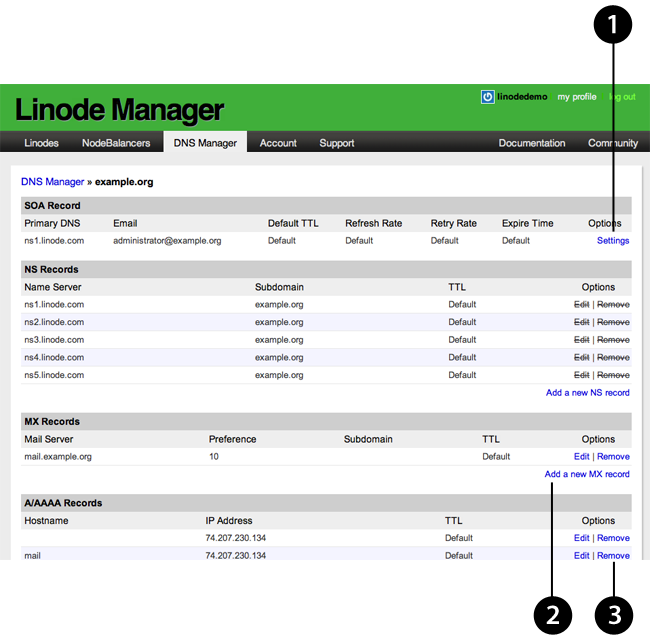 1
linodedemo my profile log out
Linode Manager
Linodes NodeBalancers DNS Manager Account Support Documentation Community
DNS Manager » example.org
SOA Record
Primary DNS Email Default TTL Refresh Rate Retry Rate Expire Time Options
ns1.linode.com administrator@example.org Default Default Default Default Settings
NS Records
Name Server Subdomain TTL Options
ns1.linode.com example.org Default Edit | Remove
ns2.linode.com example.org Default Edit | Remove
ns3.linode.com example.org Default Edit | Remove
ns4.linode.com example.org Default Edit | Remove
ns5.linode.com example.org Default Edit | Remove
Add a new NS record
MX Records
Mail Server Preference Subdomain TTL Options
mail.example.org 10 Default Edit | Remove
Add a new MX record
A/AAAA Records
Hostname IP Address TTL Options
74.207.230.134 Default Edit | Remove
mail 74.207.230.134 Default Edit | Remove
2 3